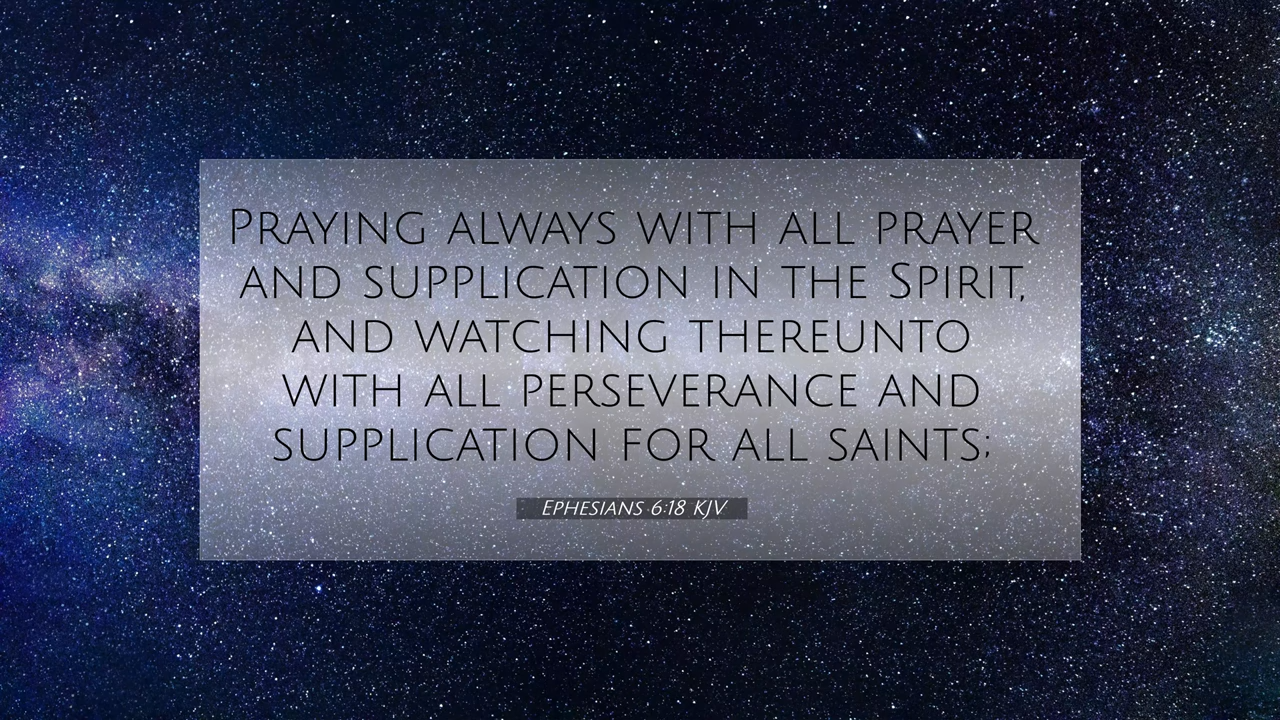 Praying always with all prayer
and supplication in the Spirit,
and watching thereunto
with all perseverance and
supplication for all saints;
Ephesians 6:18 KJV